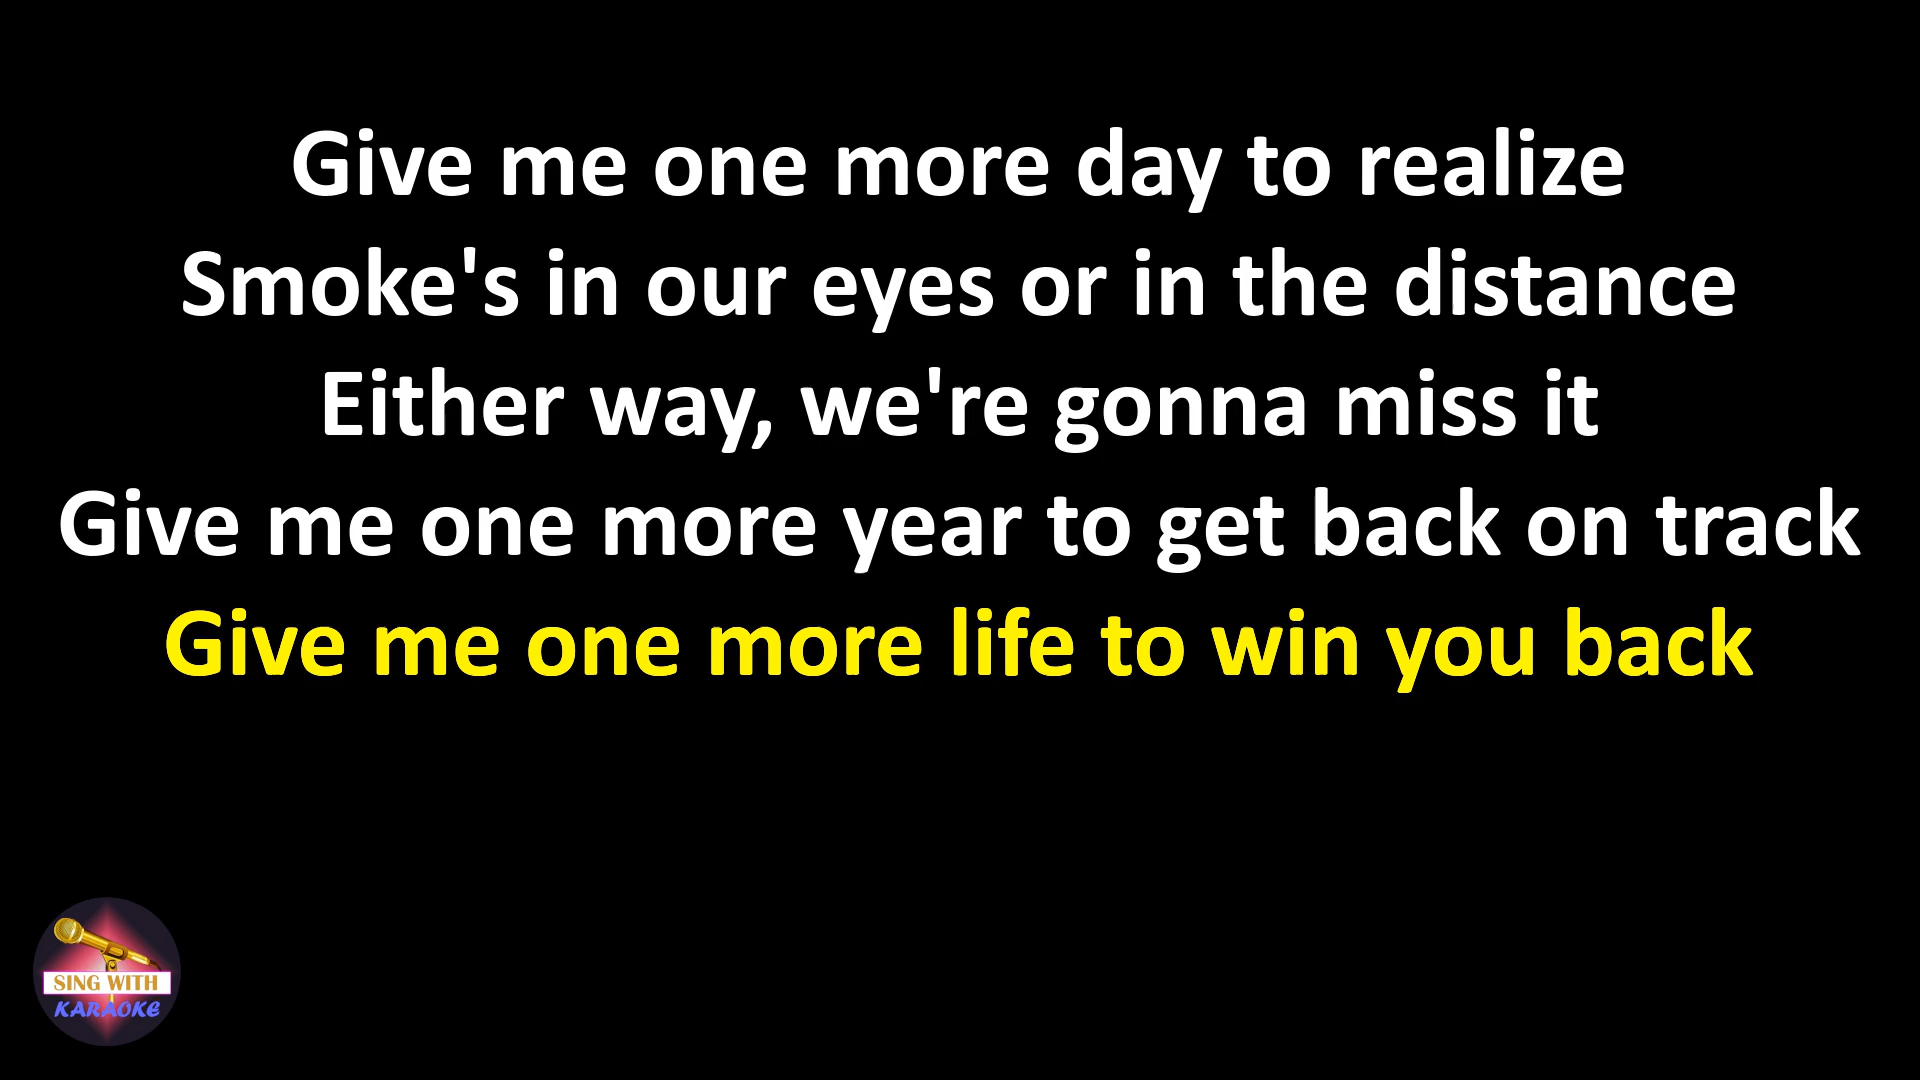 Give me one more day to realize
Smoke's in our eyes or in the distance
Either way, we're gonna miss it
Give me one more year to get back on track
Give me one more life to win you back
SING WITH
KARAOKE